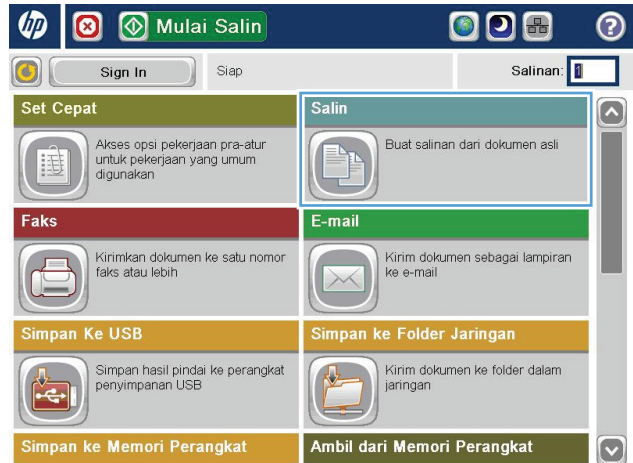 hp Mulai Salin ?
Sign In Siap Salinan: 1
Set Cepat
Akses opsi pekerjaan pra-atur
untuk pekerjaan yang umum
digunakan
Salin
Buat salinan dari dokumen asli
Faks
Kirimkan dokumen ke satu nomor
faks atau lebih
E-mail
Kirim dokumen sebagai lampiran
ke e-mail
Simpan Ke USB
Simpan hasil pindai ke perangkat
penyimpanan USB
Simpan ke Folder Jaringan
Kirim dokumen ke folder dalam
jaringan
Simpan ke Memori Perangkat
Ambil dari Memori Perangkat